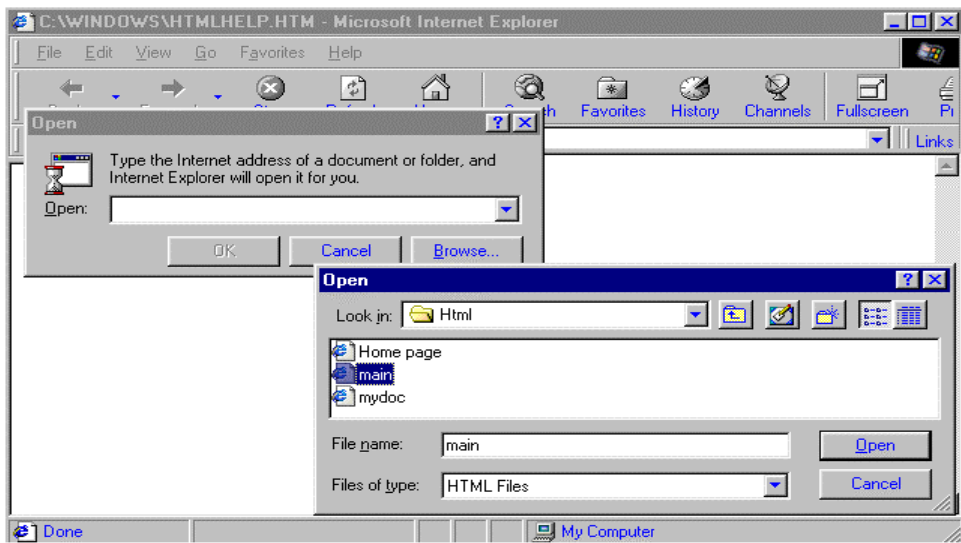 C:\WINDOWS\HTMLHELP.HTM - Microsoft Internet Explorer
File Edit View Go Favorites Help
Favorites History Channels Fullscreen
Links
Open
Type the Internet address of a document or folder, and
Internet Explorer will open it for you.
Open:
OK Cancel Browse...
Open
Look in: Html
Home page
main
mydoc
File name: main Open
Files of type: HTML Files Cancel
Done My Computer